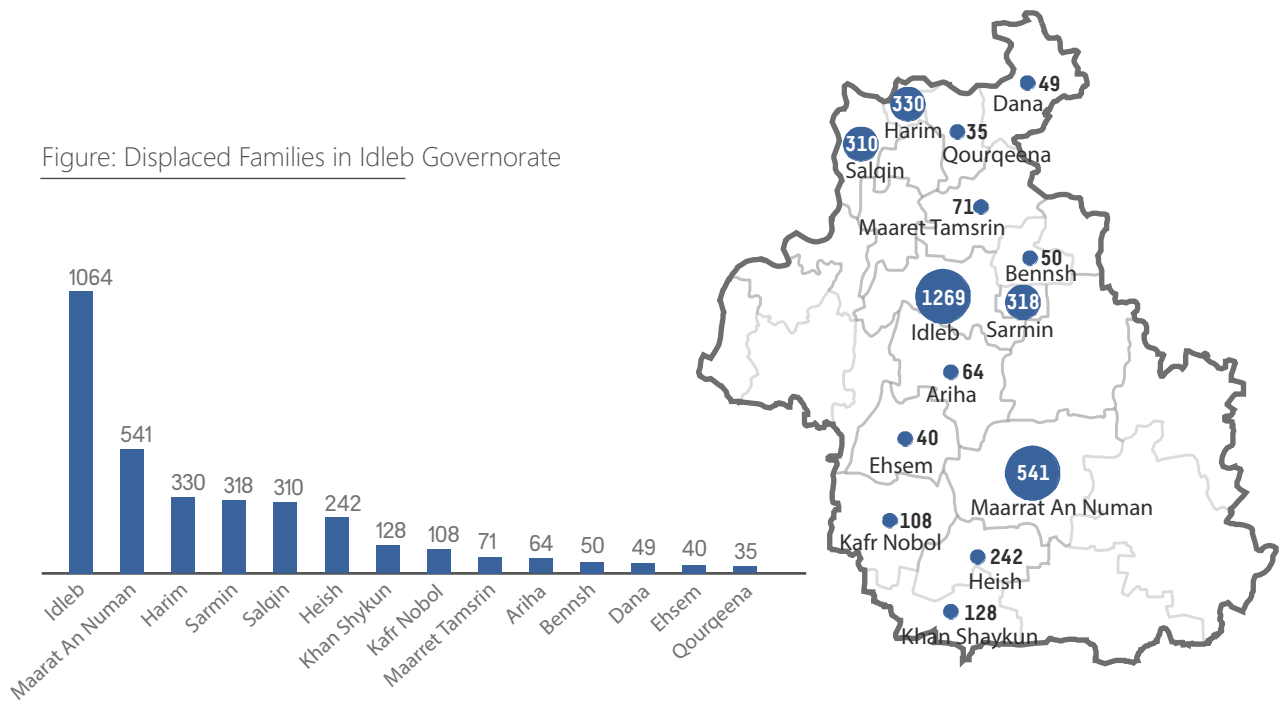 Figure: Displaced Families in Idleb Governorate
1064
541
330
318
310
242
128
108
71
64
50
49
40
35
Idleb
Maarat An Numan
Harim
Sarmin
Salqin
Heish
Khan Shykun
Kafr Nobol
Maarret Tamsrin
Ariha
Bennsh
Dana
Ehsem
Qourqeena
49
Dana
330
Harim
35
Qourqeena
310
Salqin
71
Maaret Tamsrin
50
Bennsh
1269
Idleb
318
Sarmin
64
Ariha
40
Ehsem
541
Maarrat An Numan
108
Kafr Nobol
242
Heish
128
Khan Shaykun